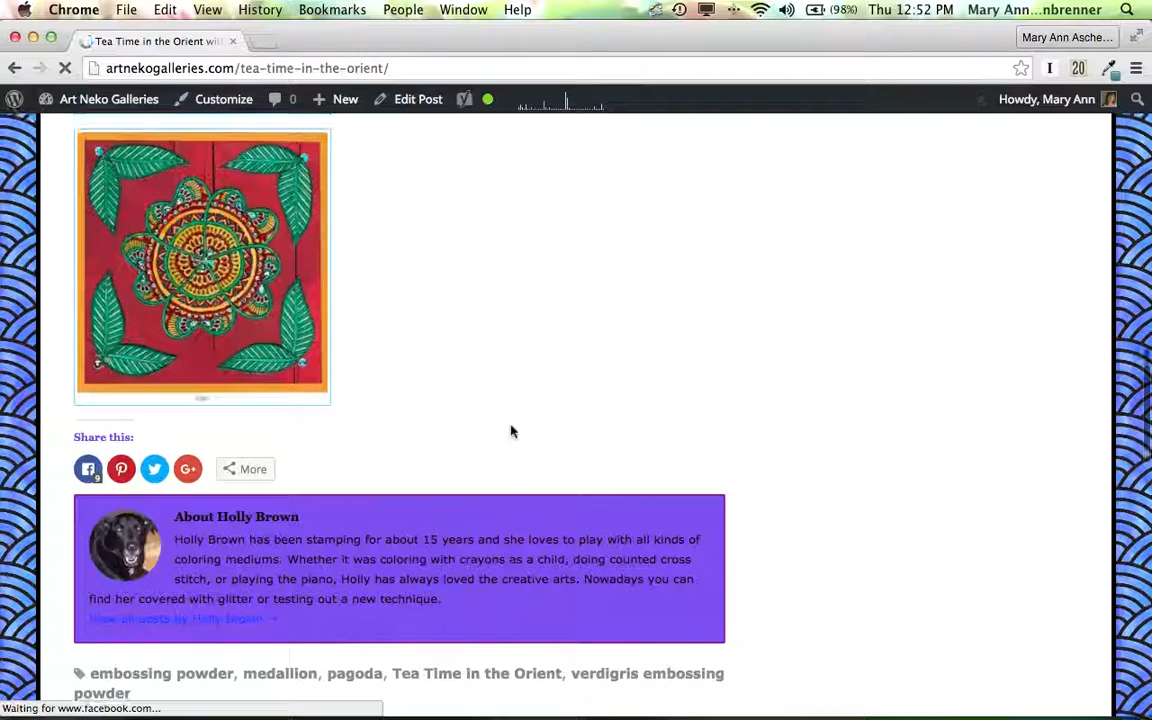 Chrome File Edit View History Bookmarks People Window Help (98%) Thu 12:52 PM Mary Ann...nbrenner
Tea Time in the Orient wit
Mary Ann Asche...
artnekogalleries.com/tea-time-in-the-orient/
20
Art Neko Galleries Customize 0 New Edit Post Howdy, Mary Ann
Share this:
9 G+ More
About Holly Brown
Holly Brown has been stamping for about 15 years and she loves to play with all kinds of
coloring mediums. Whether it was coloring with crayons as a child, doing counted cross
stitch, or playing the piano, Holly has always loved the creative arts. Nowadays you can
find her covered with glitter or testing out a new technique.
View all posts by Holly Brown →
embossing powder, medallion, pagoda, Tea Time in the Orient, verdigris embossing
powder
Waiting for www.facebook.com...